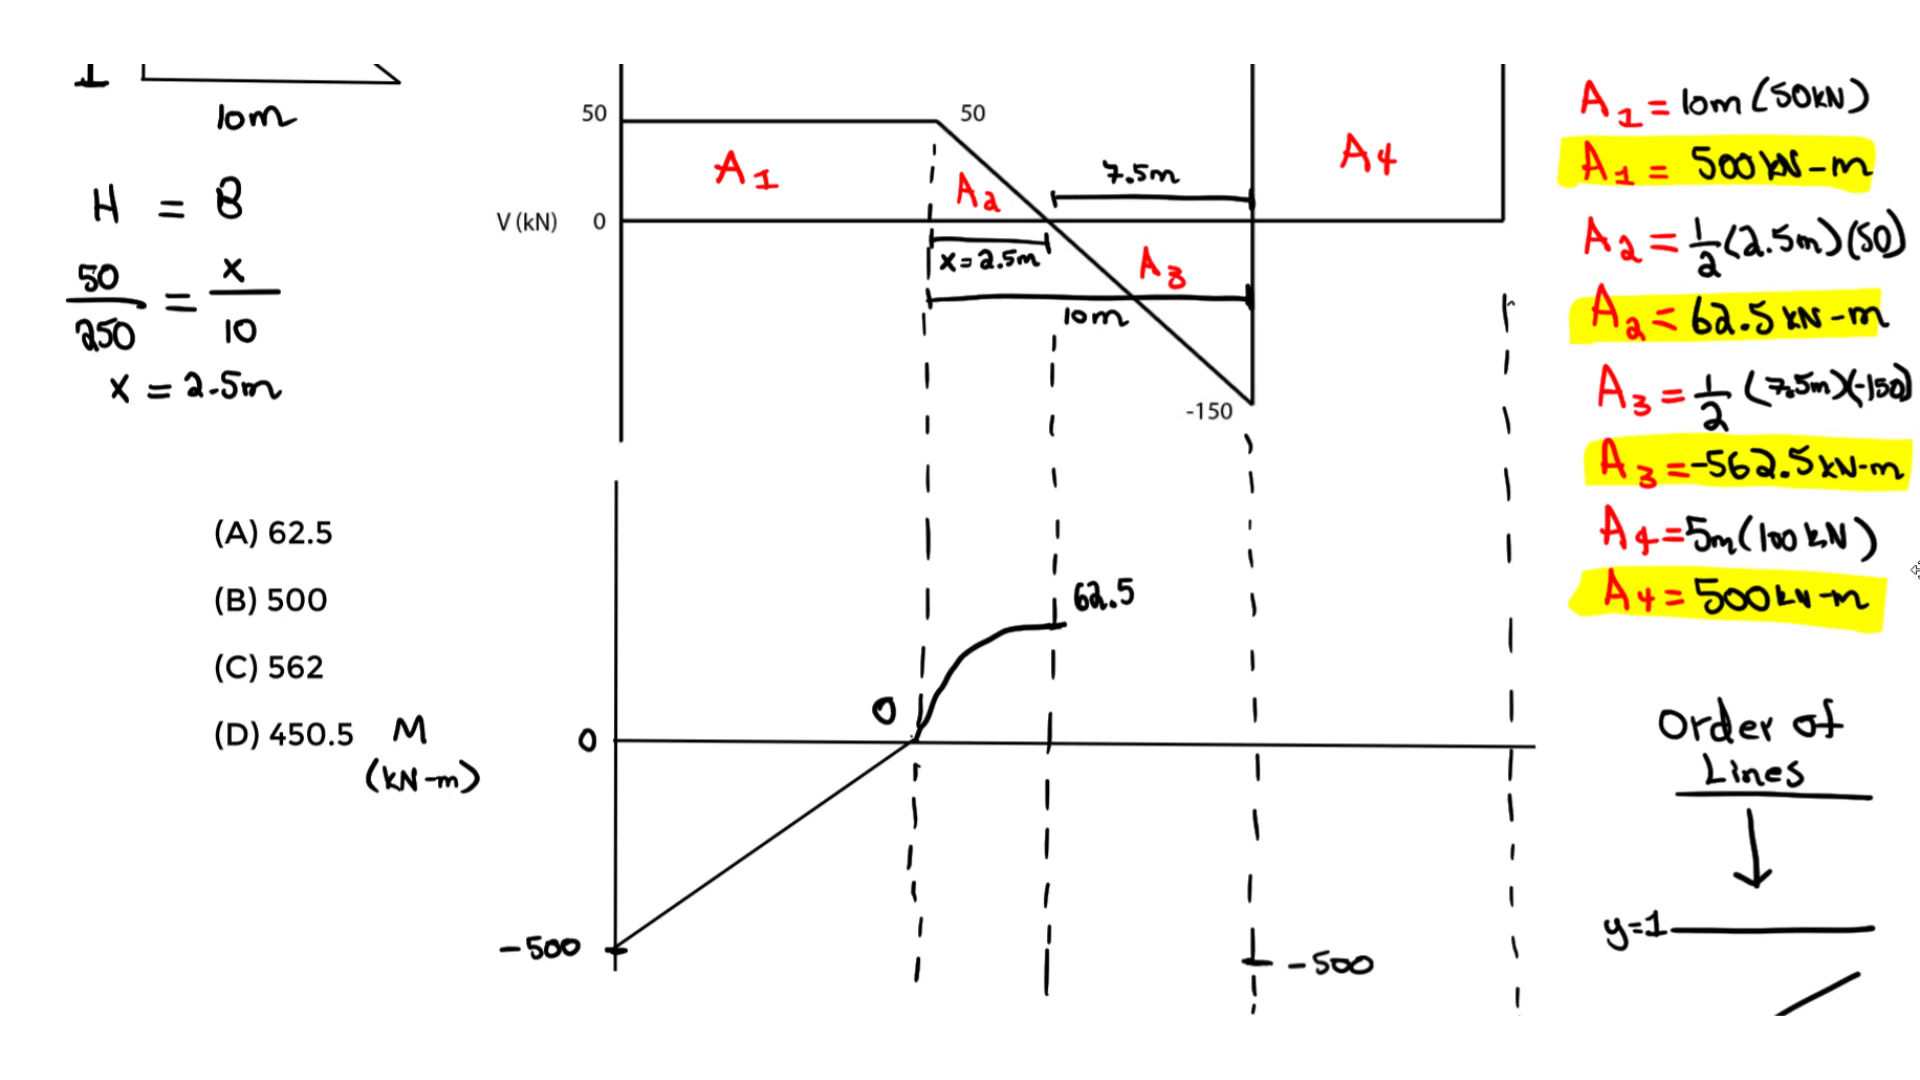 10m
H = B
50/250 = x/10
x = 2.5m
(A) 62.5
(B) 500
(C) 562
(D) 450.5
M
(kN-m)
50
50
A1
A2
7.5m
A4
V (kN)
0
x=2.5m
A3
10m
-150
62.5
0
0
-500
-500
A1 = 10m (50kN)
A1 = 500 kN-m
A2 = 1/2 (2.5m)(50)
A2 = 62.5 kN-m
A3 = 1/2 (7.5m)(-150)
A3 = -562.5 kN-m
A4 = 5m (100 kN)
A4 = 500 kN-m
Order of
Lines
y=1